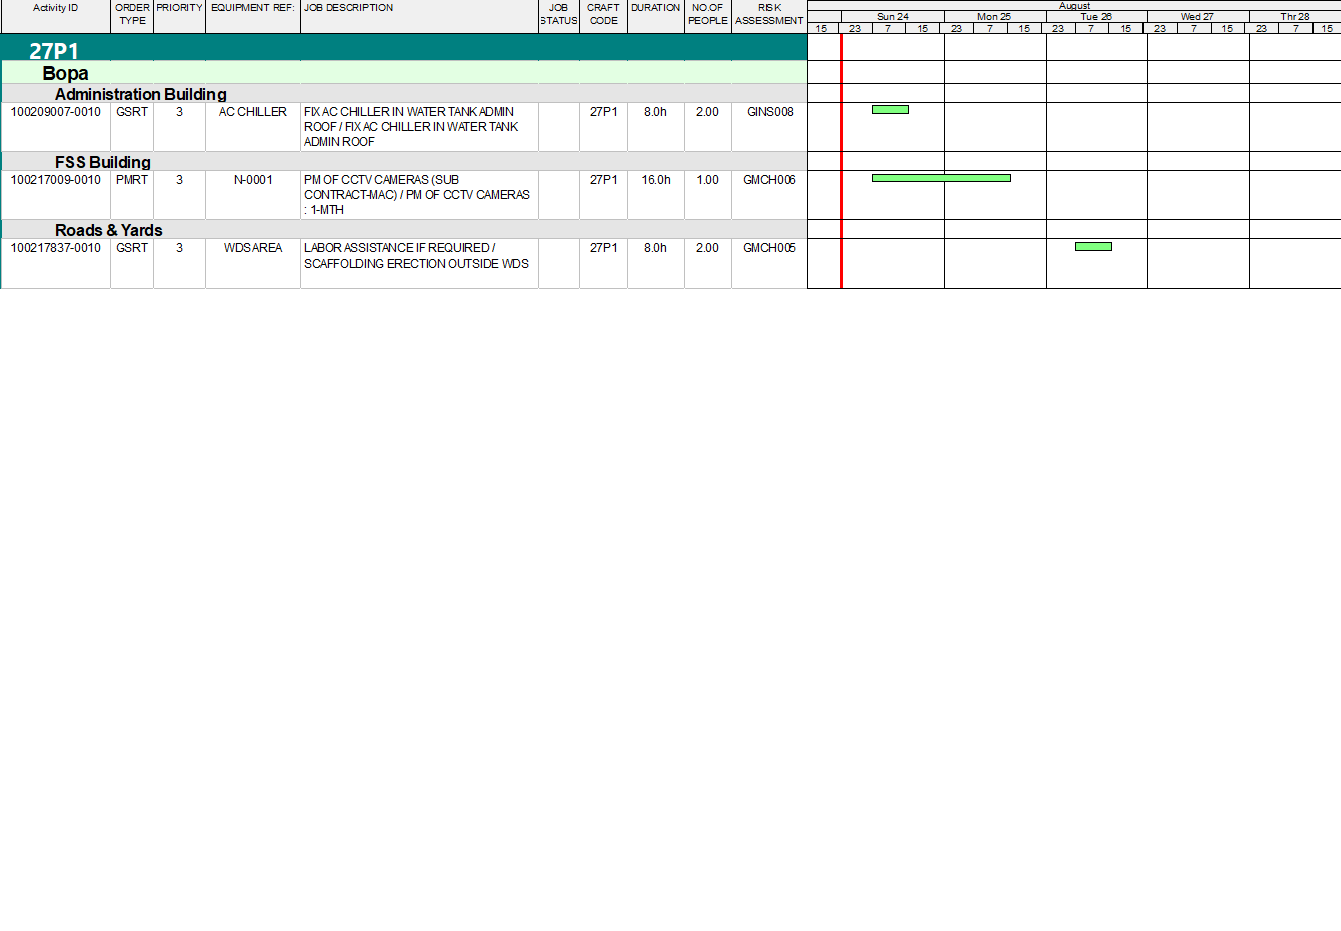 Activity ID ORDER TYPE PRIORITY EQUIPMENT REF: JOB DESCRIPTION JOB STATUS CRAFT CODE DURATION NO.OF PEOPLE RISK ASSESSMENT
August
Sun 24 Mon 25 Tue 26 Wed 27 Thr 28
15 23 7 15 23 7 15 23 7 15 23 7 15 23 7 15
27P1
Bopa
Administration Building
100209007-0010 GSRT 3 AC CHILLER FIX AC CHILLER IN WATER TANK ADMIN 27P1 8.0h 2.00 GINS008
ROOF / FIX AC CHILLER IN WATER TANK
ADMIN ROOF
FSS Building
100217009-0010 PMRT 3 N-0001 PM OF CCTV CAMERAS (SUB 27P1 16.0h 1.00 GMCH006
CONTRACT-MAC) / PM OF CCTV CAMERAS
: 1-MTH
Roads & Yards
100217837-0010 GSRT 3 WDS AREA LABOR ASSISTANCE IF REQUIRED / 27P1 8.0h 2.00 GMCH005
SCAFFOLDING ERECTION OUTSIDE WDS